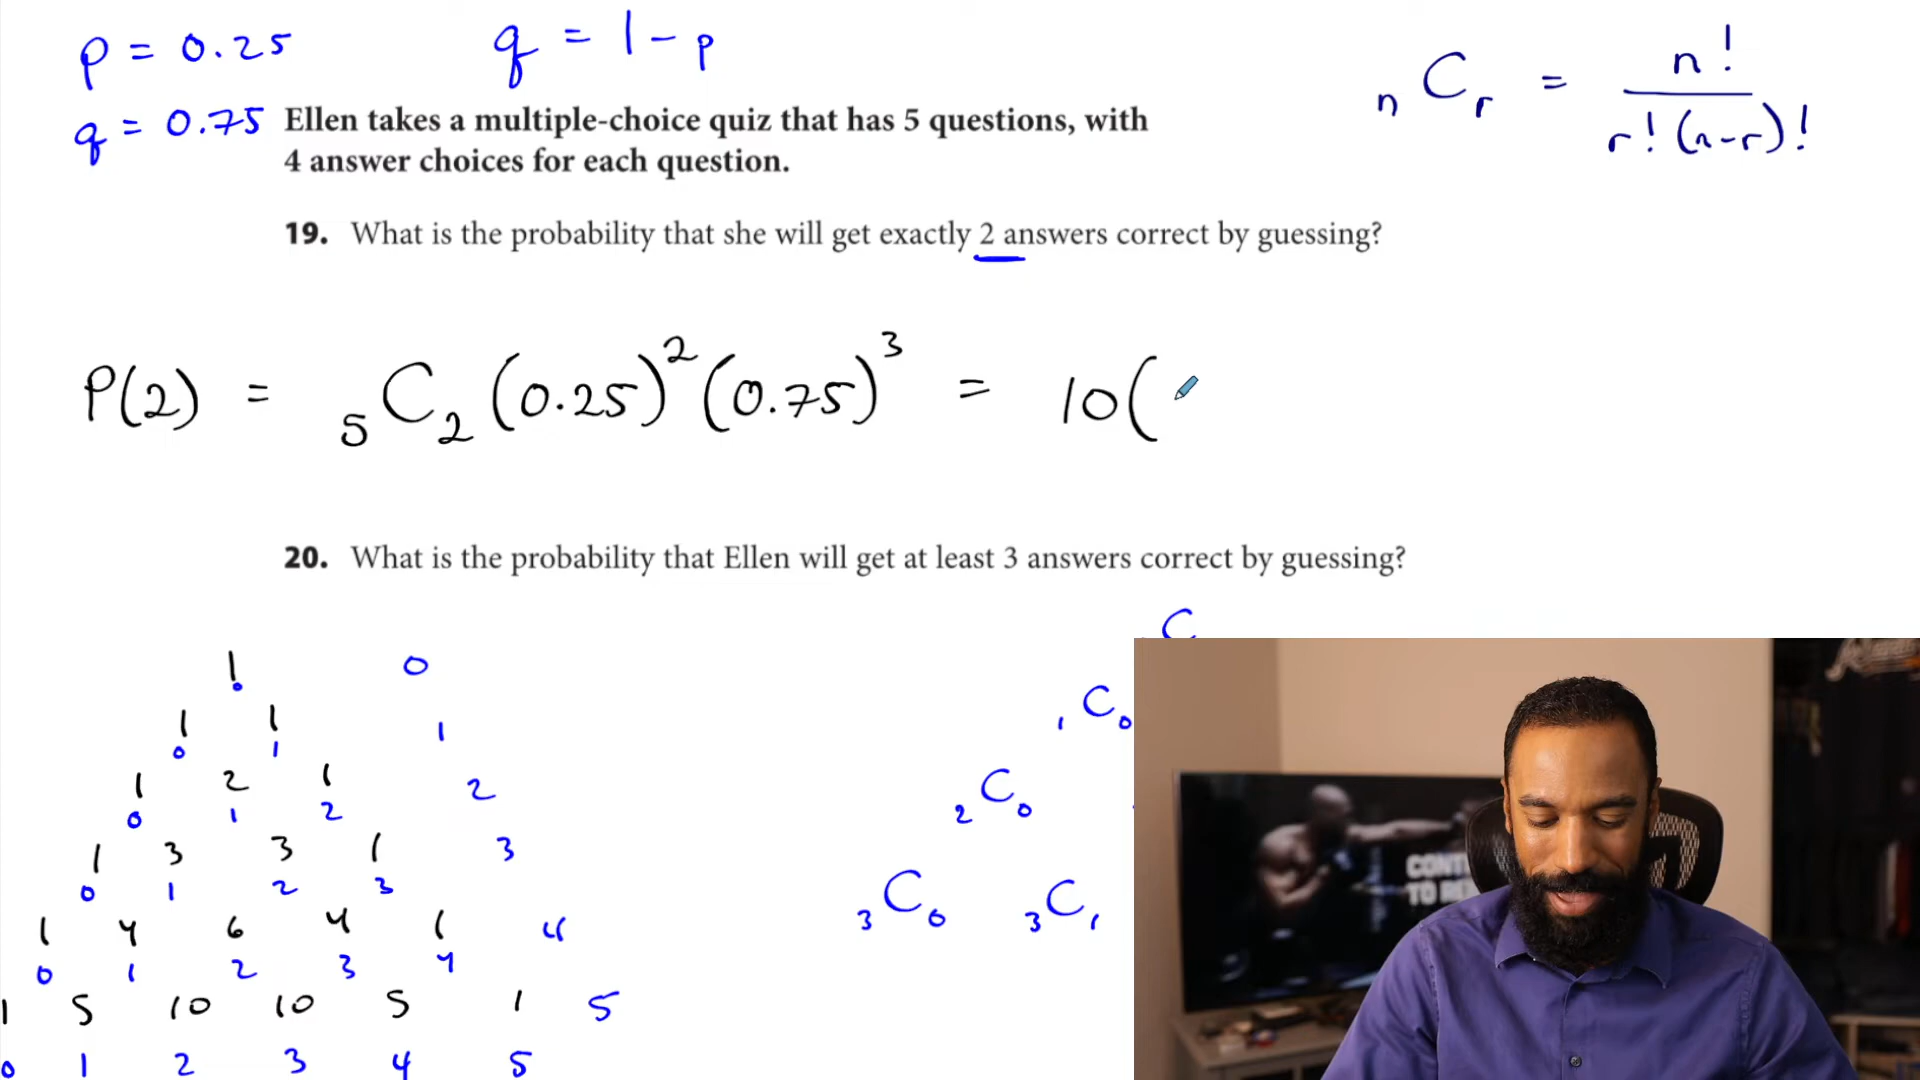 p = 0.25
q = 1 - p
nCr = n! / r!(n-r)!
q = 0.75
Ellen takes a multiple-choice quiz that has 5 questions, with
4 answer choices for each question.
19. What is the probability that she will get exactly 2 answers correct by guessing?
P(2) = 5C2 (0.25)^2 (0.75)^3 = 10(
20. What is the probability that Ellen will get at least 3 answers correct by guessing?
C
1 0
0
1 1 1
0 1
1C0
1 2 1 2
0 1 2
2C0
1 3 3 1 3
0 1 2 3
3C0 3C1
1 4 6 4 1 4
0 1 2 3 4
1 5 10 10 5 1 5
0 1 2 3 4 5